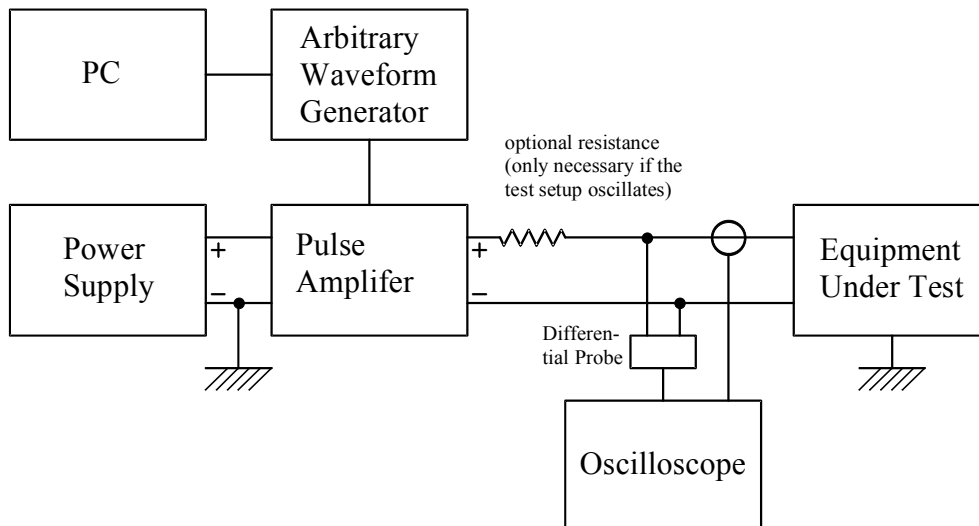 PC
Arbitrary
Waveform
Generator
optional resistance
(only necessary if the
test setup oscillates)
Power
Supply
+
−
Pulse
Amplifer
+
−
Equipment
Under Test
Differen-
tial Probe
Oscilloscope